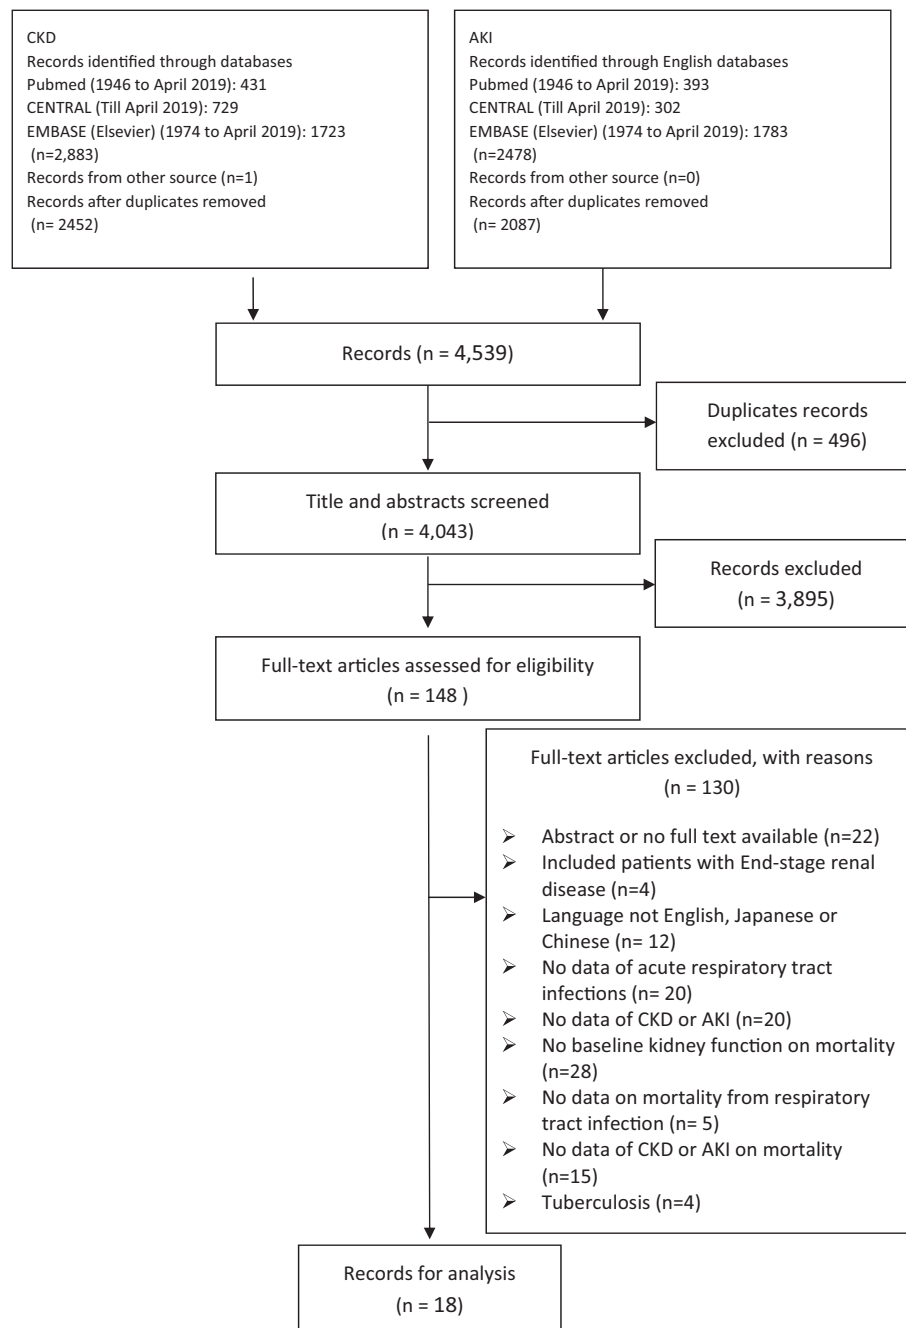 CKD
Records identified through databases
Pubmed (1946 to April 2019): 431
CENTRAL (Till April 2019): 729
EMBASE (Elsevier) (1974 to April 2019): 1723
(n=2,883)
Records from other source (n=1)
Records after duplicates removed
(n= 2452)
AKI
Records identified through English databases
Pubmed (1946 to April 2019): 393
CENTRAL (Till April 2019): 302
EMBASE (Elsevier) (1974 to April 2019): 1783
(n=2478)
Records from other source (n=0)
Records after duplicates removed
(n= 2087)
Records (n = 4,539)
Duplicates records
excluded (n = 496)
Title and abstracts screened
(n = 4,043)
Records excluded
(n = 3,895)
Full-text articles assessed for eligibility
(n = 148 )
Full-text articles excluded, with reasons
(n = 130)
➢ Abstract or no full text available (n=22)
➢ Included patients with End-stage renal
disease (n=4)
➢ Language not English, Japanese or
Chinese (n= 12)
➢ No data of acute respiratory tract
infections (n= 20)
➢ No data of CKD or AKI (n=20)
➢ No baseline kidney function on mortality
(n=28)
➢ No data on mortality from respiratory
tract infection (n= 5)
➢ No data of CKD or AKI on mortality
(n=15)
➢ Tuberculosis (n=4)
Records for analysis
(n = 18)